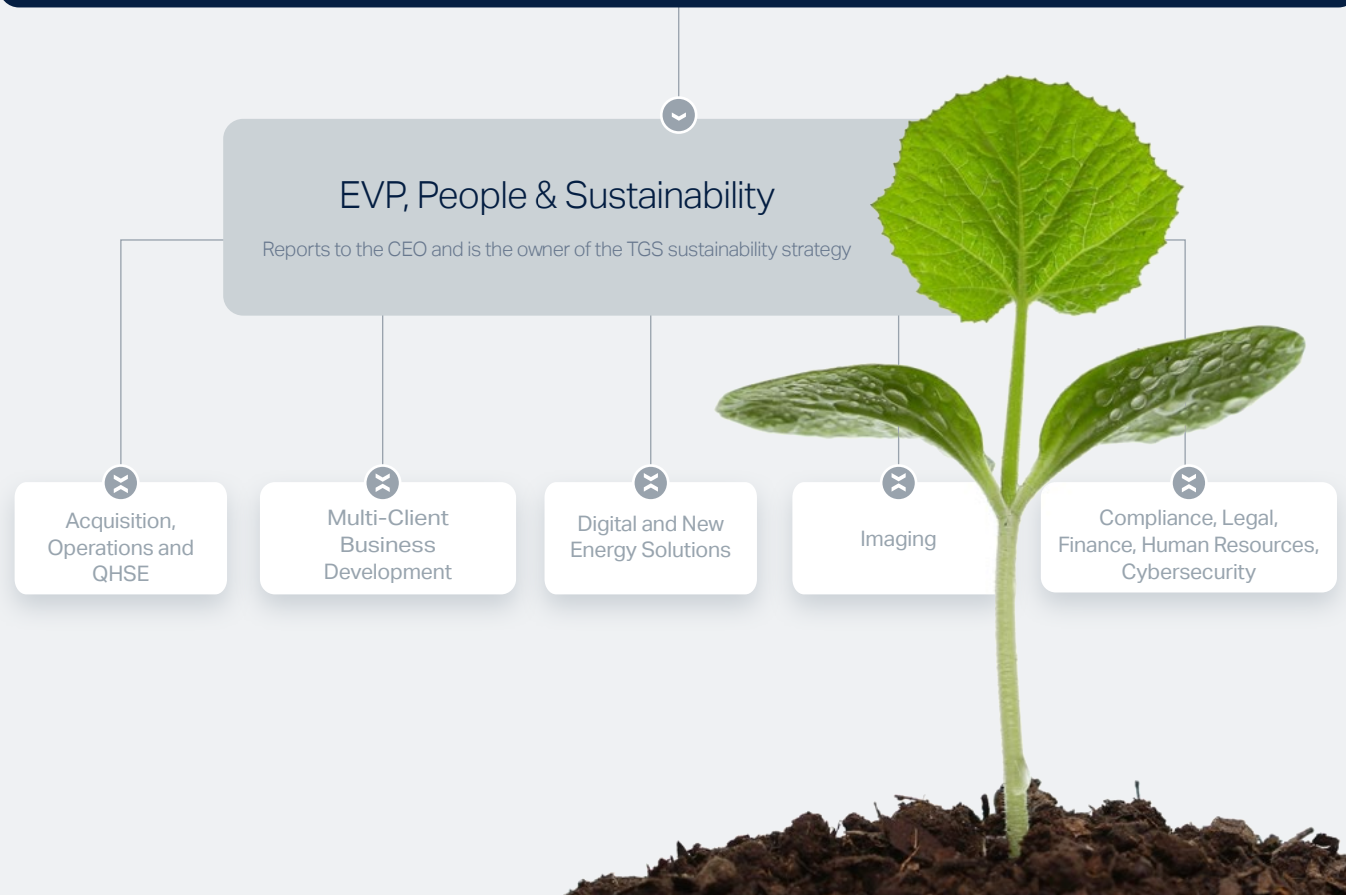 EVP, People & Sustainability
Reports to the CEO and is the owner of the TGS sustainability strategy
Acquisition,
Operations and
QHSE
Multi-Client
Business
Development
Digital and New
Energy Solutions
Imaging
Compliance, Legal,
Finance, Human Resources,
Cybersecurity